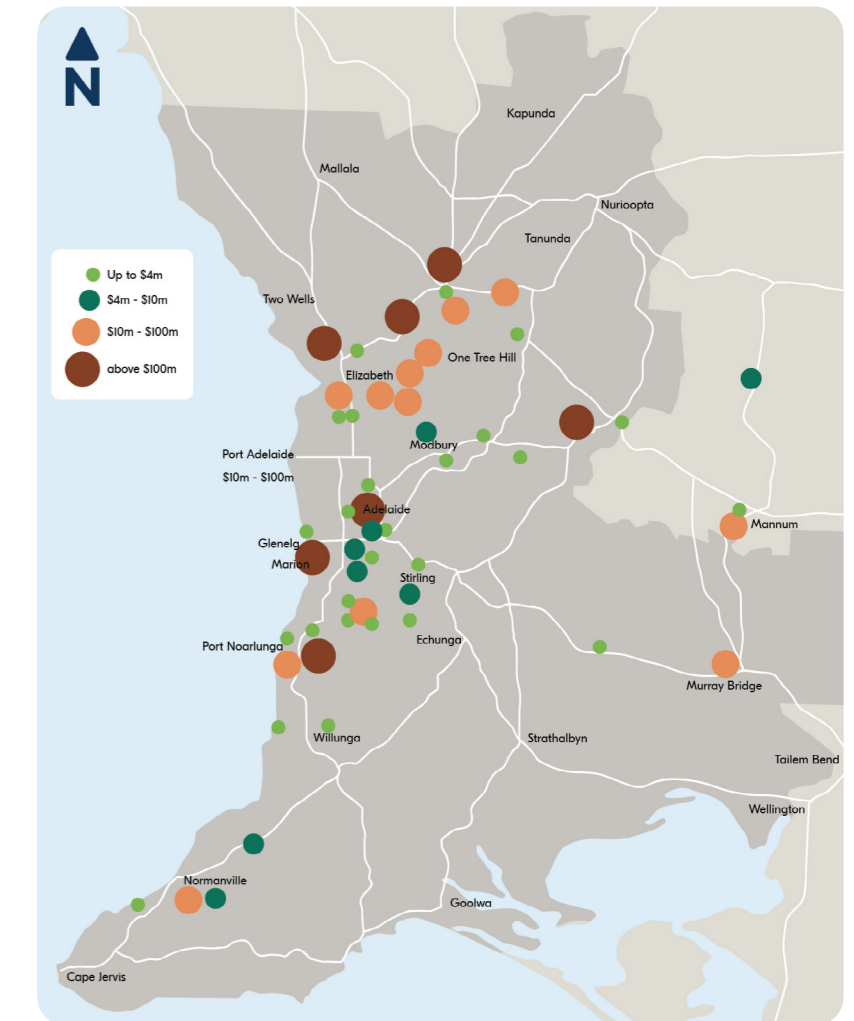 N
Kapunda
Mallala
Nurioopta
Tanunda
Up to $4m
$4m - $10m
$10m - $100m
above $100m
Two Wells
One Tree Hill
Elizabeth
Modbury
Port Adelaide
$10m - $100m
Adelaide
Mannum
Glenelg
Marion
Stirling
Echunga
Port Noarlunga
Murray Bridge
Willunga
Strathalbyn
Tailem Bend
Wellington
Normanville
Goolwa
Cape Jervis